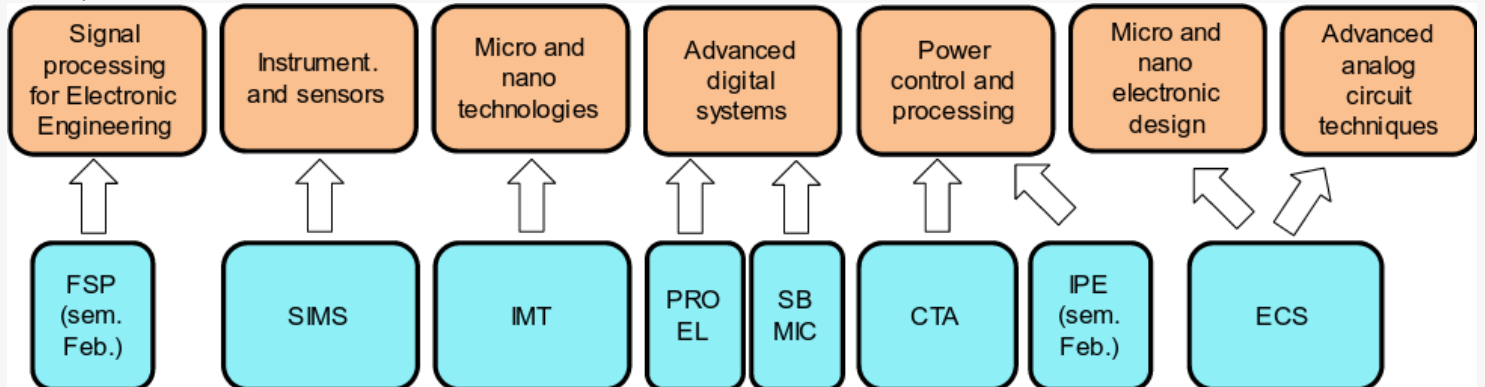 Signal
processing
for Electronic
Engineering
Instrument.
and sensors
Micro and
nano
technologies
Advanced
digital
systems
Power
control and
processing
Micro and
nano
electronic
design
Advanced
analog
circuit
techniques
FSP
(sem.
Feb.)
SIMS
IMT
PRO
EL
SB
MIC
CTA
IPE
(sem.
Feb.)
ECS